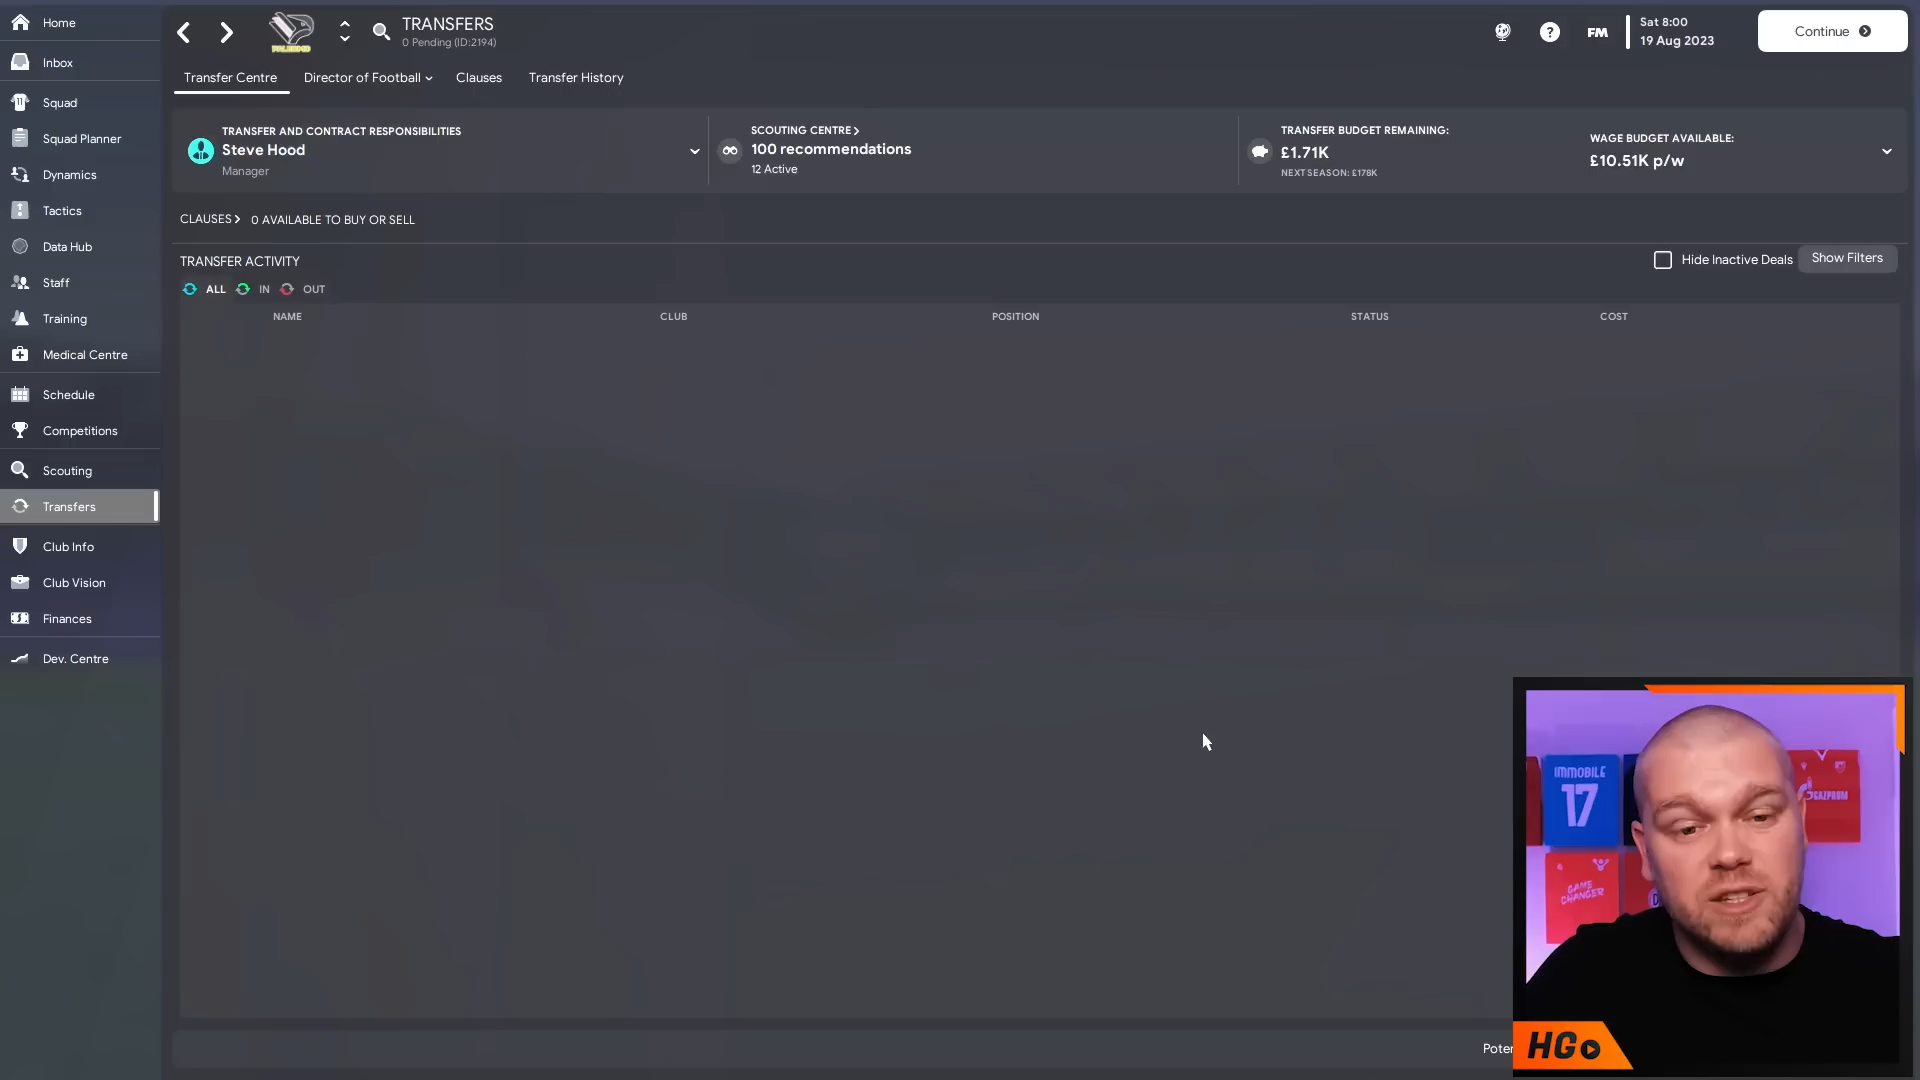 Home
Inbox
Squad
Squad Planner
Dynamics
Tactics
Data Hub
Staff
Training
Medical Centre
Schedule
Competitions
Scouting
Transfers
Club Info
Club Vision
Finances
Dev. Centre
PALERMO
TRANSFERS
0 Pending (ID:2194)
FM
Sat 8:00
19 Aug 2023
Continue
Transfer Centre
Director of Football
Clauses
Transfer History
TRANSFER AND CONTRACT RESPONSIBILITIES
Steve Hood
Manager
SCOUTING CENTRE
100 recommendations
12 Active
TRANSFER BUDGET REMAINING:
£1.71K
NEXT SEASON: £178K
WAGE BUDGET AVAILABLE:
£10.51K p/w
CLAUSES
0 AVAILABLE TO BUY OR SELL
TRANSFER ACTIVITY
Hide Inactive Deals
Show Filters
ALL
IN
OUT
NAME
CLUB
POSITION
STATUS
COST
IMMOBILE
17
GAZPROM
GAME
CHANGER
HG
Poten